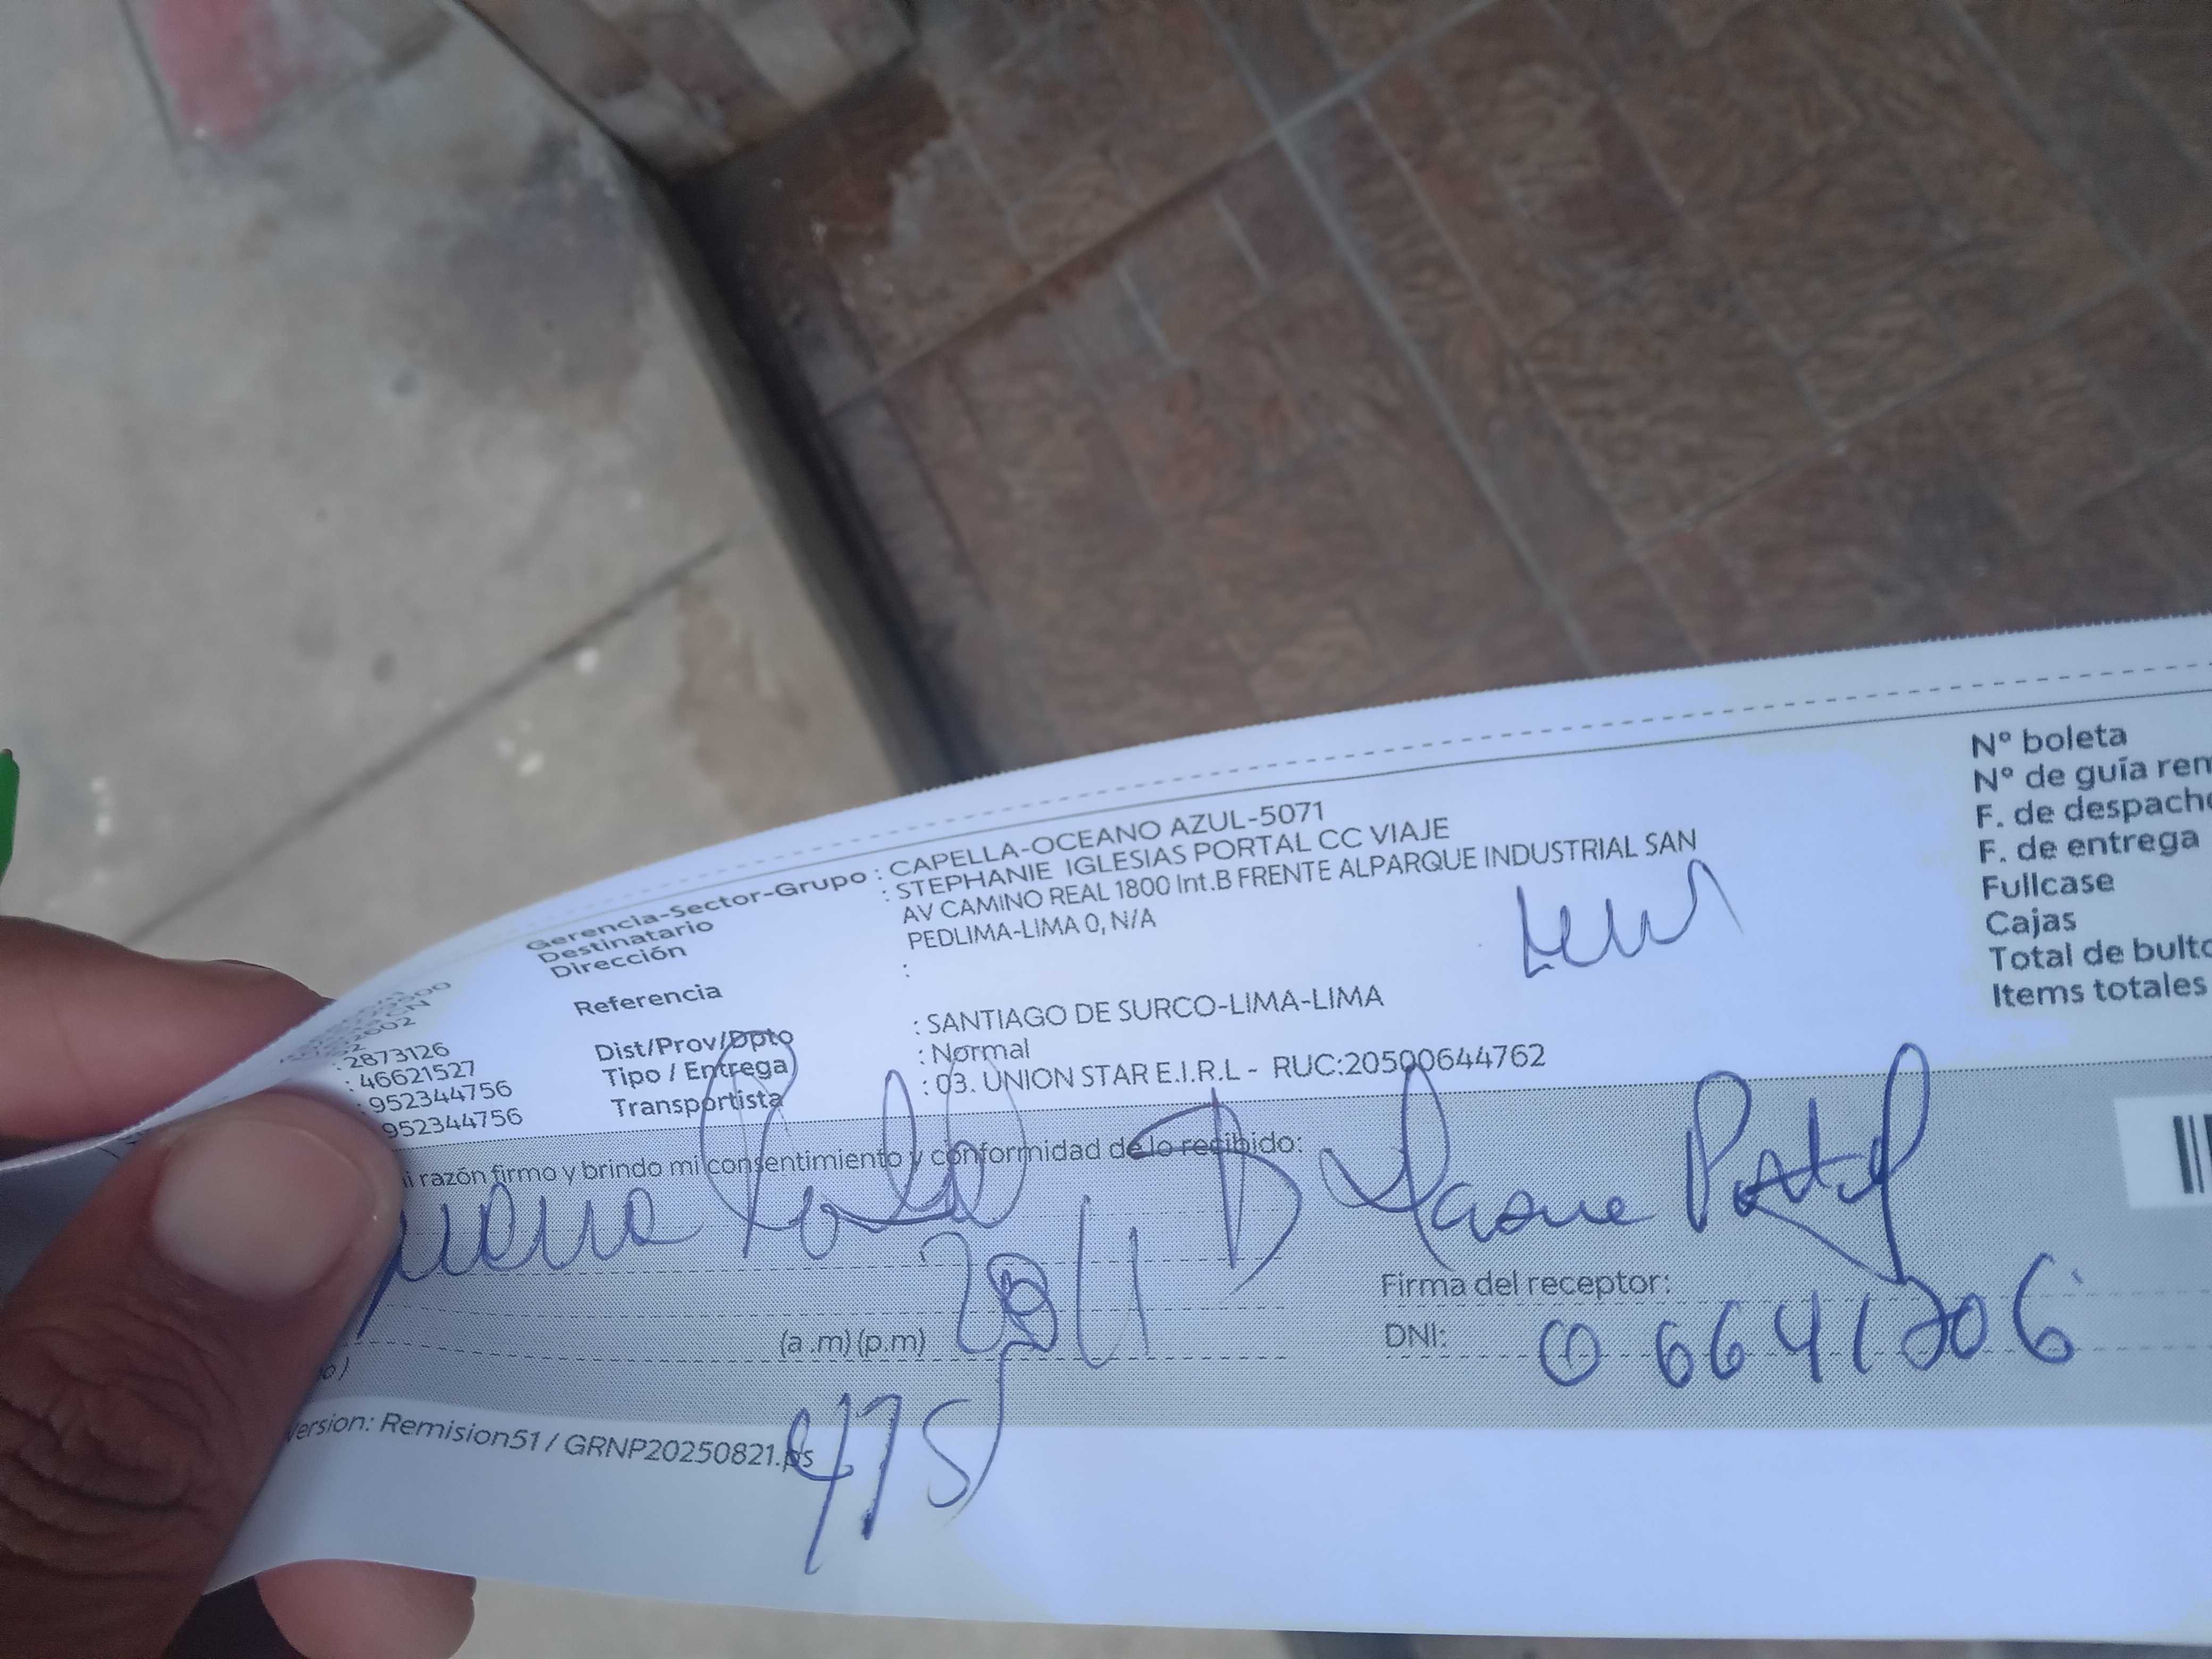 Gerencia-Sector-Grupo : CAPELLA-OCEANO AZUL-5071
Destinatario : STEPHANIE IGLESIAS PORTAL CC VIAJE
Dirección AV CAMINO REAL 1800 Int.B FRENTE ALPARQUE INDUSTRIAL SAN
PEDLIMA-LIMA 0, N/A
Referencia :
Dist/Prov/Dpto : SANTIAGO DE SURCO-LIMA-LIMA
Tipo / Entrega : Normal
Transportista : 03. UNION STAR E.I.R.L - RUC:20500644762
: 2873126
: 46621527
: 952344756
952344756
Nº boleta
Nº de guía rem
F. de despacho
F. de entrega
Fullcase
Cajas
Total de bulto
Items totales
i razón firmo y brindo mi consentimiento y conformidad de lo recibido:
Portal
Firma del receptor:
(a .m) (p.m)
DNI: 06641206
475
ersion: Remision51 / GRNP20250821.ps